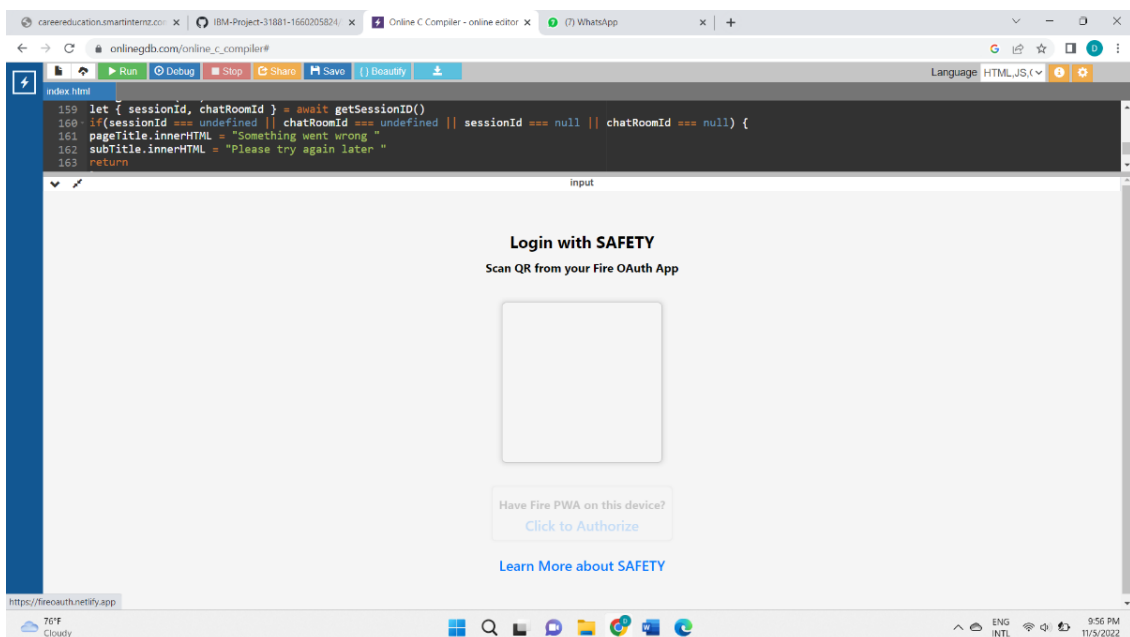 careereducation.smartinternz.con
IBM-Project-31881-1660205824/
Online C Compiler - online editor
(7) WhatsApp
onlinegdb.com/online_c_compiler#
G
D
Run
Debug
Stop
Share
Save
{ } Beautify
Language HTML,JS,(
index.html
159 let { sessionId, chatRoomId } = await getSessionID()
160 if(sessionId === undefined || chatRoomId === undefined || sessionId === null || chatRoomId === null) {
161 pageTitle.innerHTML = "Something went wrong "
162 subTitle.innerHTML = "Please try again later "
163 return
input
Login with SAFETY
Scan QR from your Fire OAuth App
Have Fire PWA on this device?
Click to Authorize
Learn More about SAFETY
https://fireoauth.netlify.app
76°F
Cloudy
ENG
INTL
9:56 PM
11/5/2022